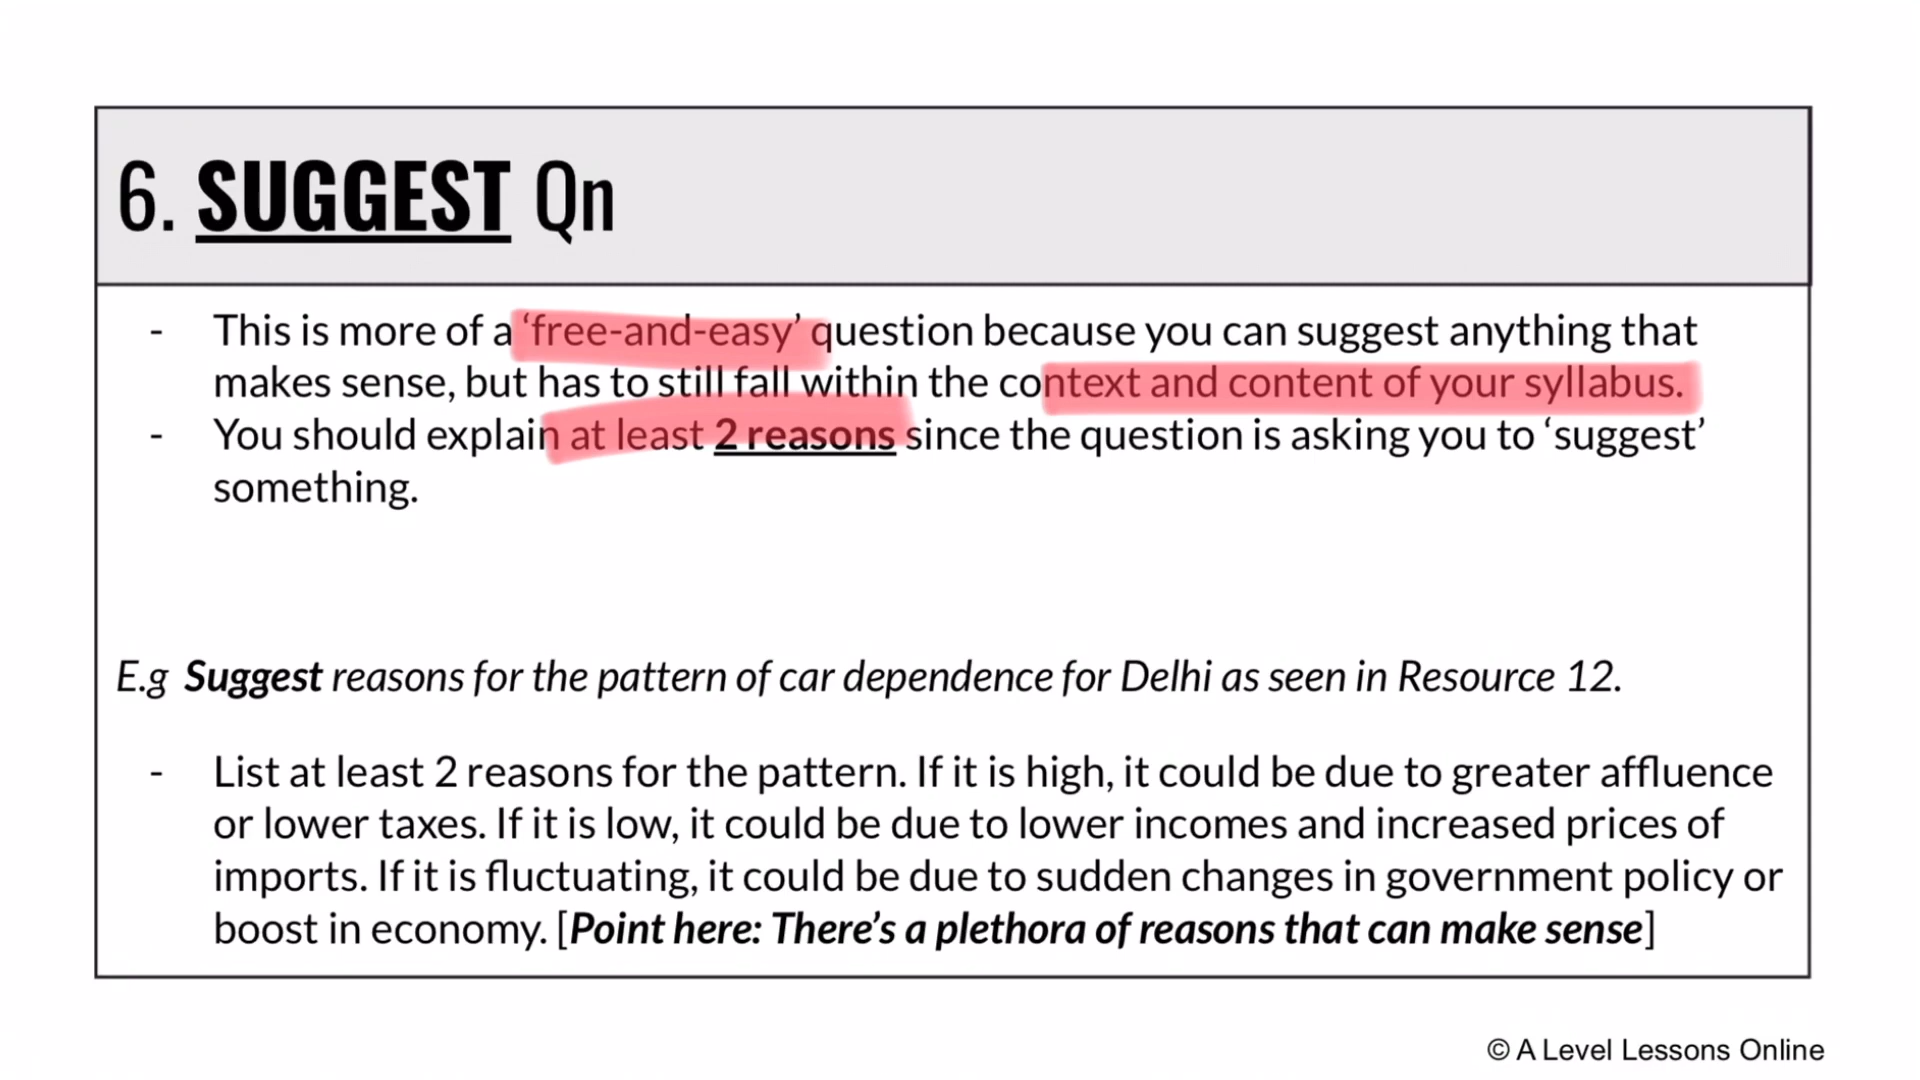 6. SUGGEST Qn
- This is more of a ‘free-and-easy’ question because you can suggest anything that
makes sense, but has to still fall within the context and content of your syllabus.
- You should explain at least 2 reasons since the question is asking you to ‘suggest’
something.
E.g Suggest reasons for the pattern of car dependence for Delhi as seen in Resource 12.
- List at least 2 reasons for the pattern. If it is high, it could be due to greater affluence
or lower taxes. If it is low, it could be due to lower incomes and increased prices of
imports. If it is fluctuating, it could be due to sudden changes in government policy or
boost in economy. [Point here: There’s a plethora of reasons that can make sense]
© A Level Lessons Online